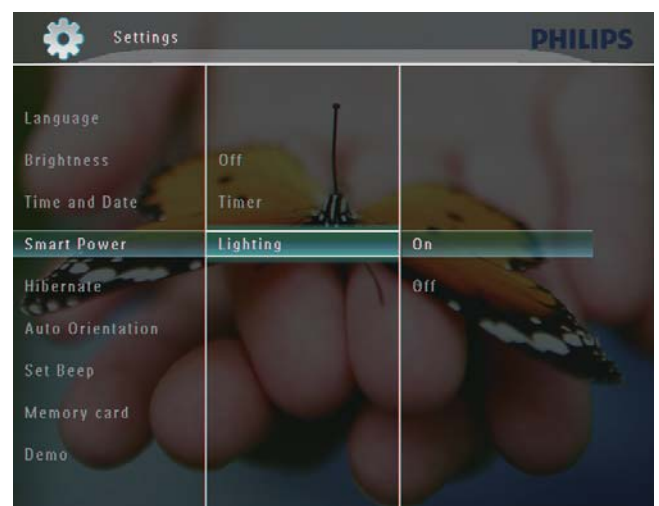 Settings
PHILIPS
Language
Brightness
Off
Time and Date
Timer
Smart Power
Lighting
On
Hibernate
Off
Auto Orientation
Set Beep
Memory card
Demo